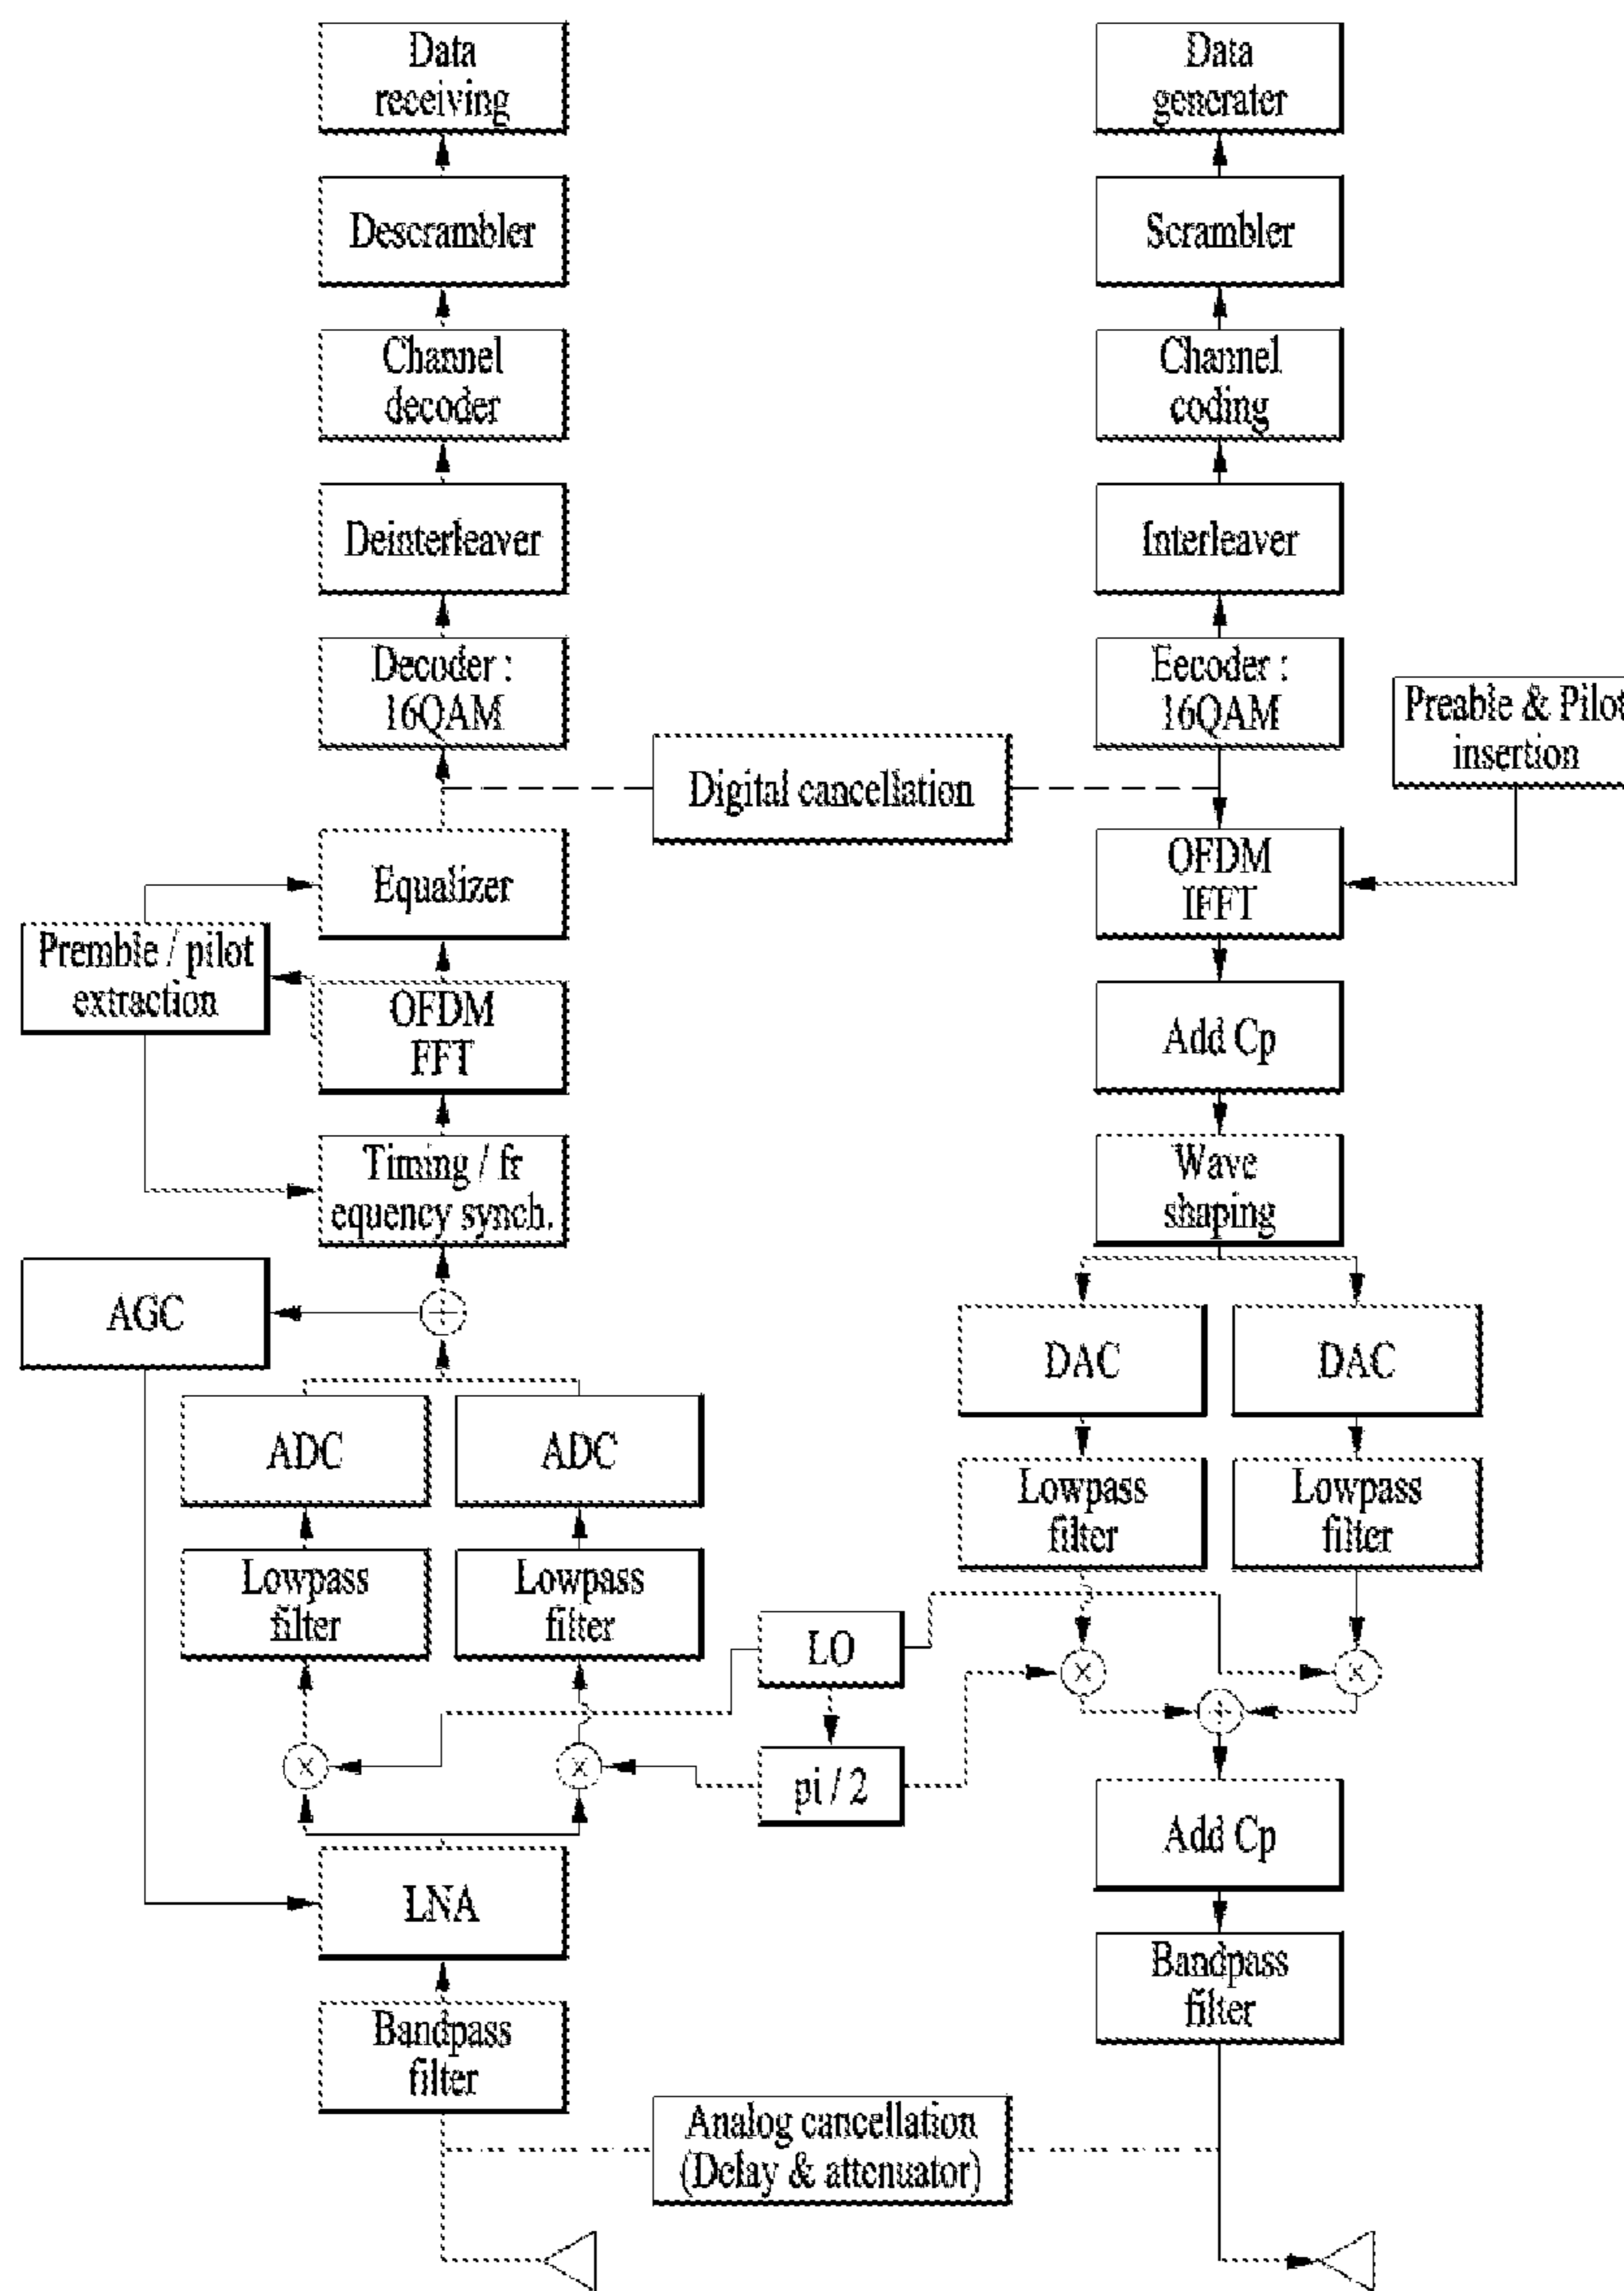 Data
receiving
Descrambler
Channel
decoder
Deinterleaver
Decoder :
16QAM
Equalizer
Premble / pilot
extraction
OFDM
FFT
Timing / fr
equency synch.
AGC
ADC
ADC
Lowpass
filter
Lowpass
filter
LNA
Bandpass
filter
Digital cancellation
LO
pi / 2
Analog cancellation
(Delay & attenuator)
Data
generater
Scrambler
Channel
coding
Interleaver
Eecoder :
16QAM
Preable & Pilot
insertion
OFDM
IFFT
Add Cp
Wave
shaping
DAC
DAC
Lowpass
filter
Lowpass
filter
Add Cp
Bandpass
filter